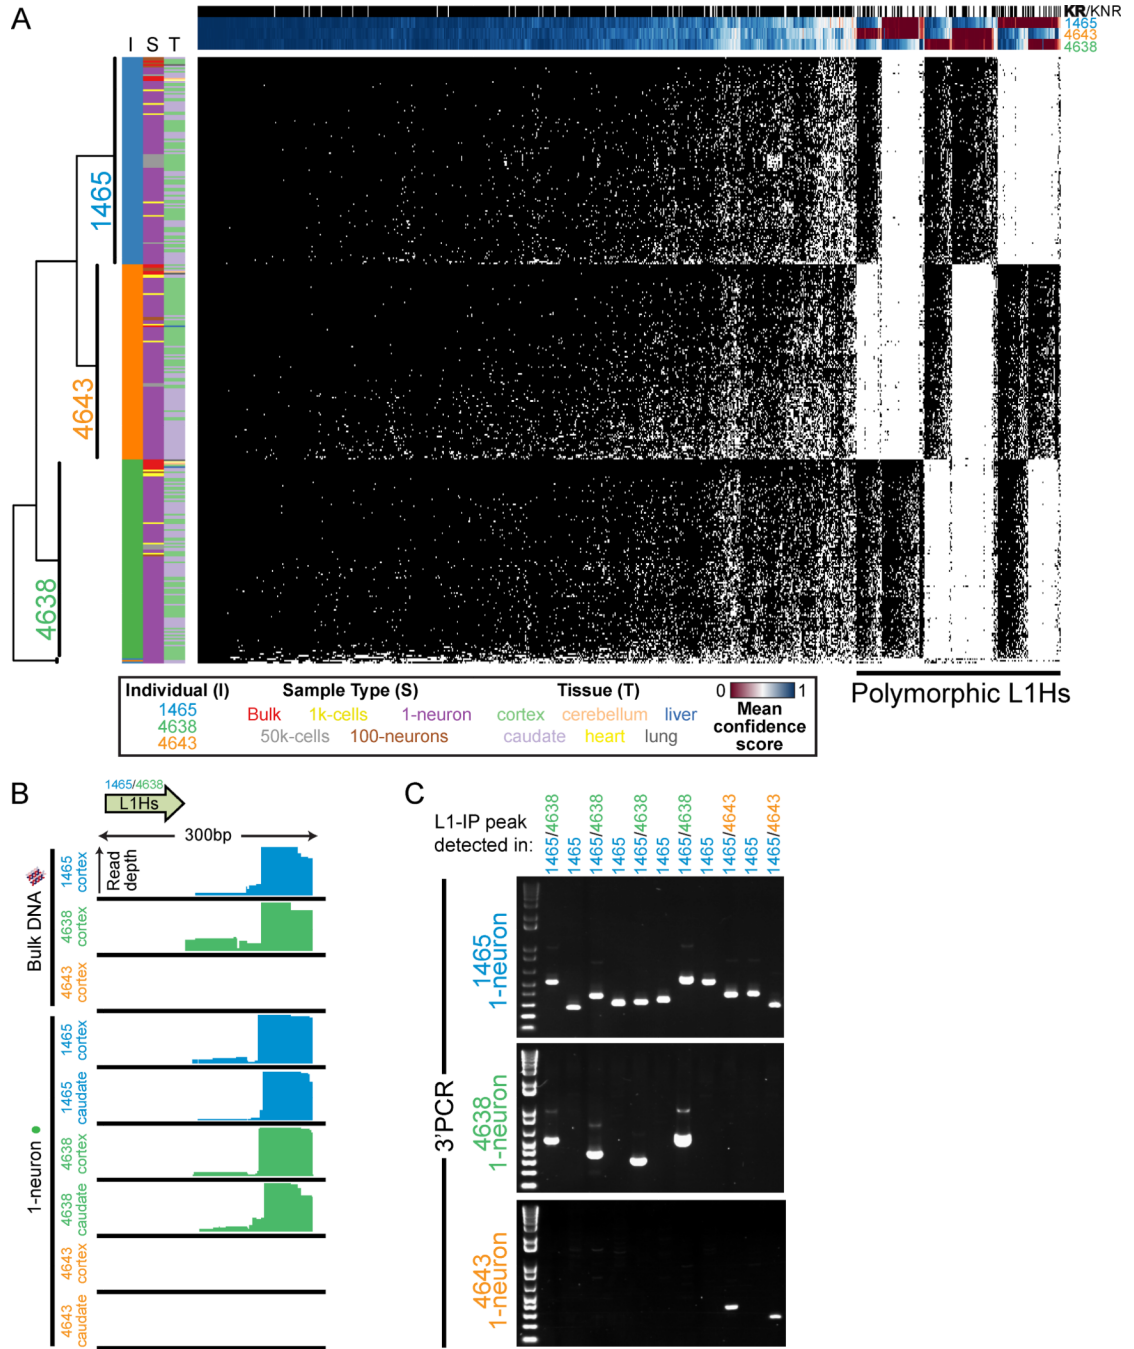 A
KR/KNR
1465
4643
4638
I S T
1465
4643
4638
Polymorphic L1Hs
Individual (I)
1465
4638
4643
Sample Type (S)
Bulk 1k-cells 1-neuron
50k-cells 100-neurons
Tissue (T)
cortex cerebellum liver
caudate heart lung
0 1
Mean
confidence
score
B
1465/4638
L1Hs
300bp
Read
depth
Bulk DNA
1465
cortex
4638
cortex
4643
cortex
1-neuron
1465
cortex
1465
caudate
4638
cortex
4638
caudate
4643
cortex
4643
caudate
C
L1-IP peak
detected in:
1465/4638
1465
1465/4638
1465
1465/4638
1465
1465/4638
1465
1465/4643
1465
1465/4643
3'PCR
1465
1-neuron
4638
1-neuron
4643
1-neuron